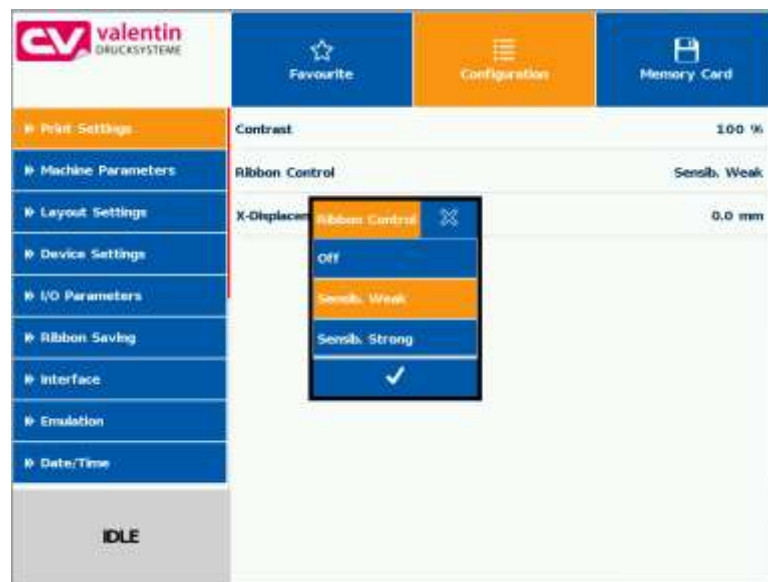 CV valentin
DRUCKSYSTEME
Favourite
Configuration
Memory Card
Print Settings
Machine Parameters
Layout Settings
Device Settings
I/O Parameters
Ribbon Saving
Interface
Emulation
Date/Time
IDLE
Contrast 100 %
Ribbon Control Sensib. Weak
X-Displacem 0.0 mm
Ribbon Control
Off
Sensib. Weak
Sensib. Strong